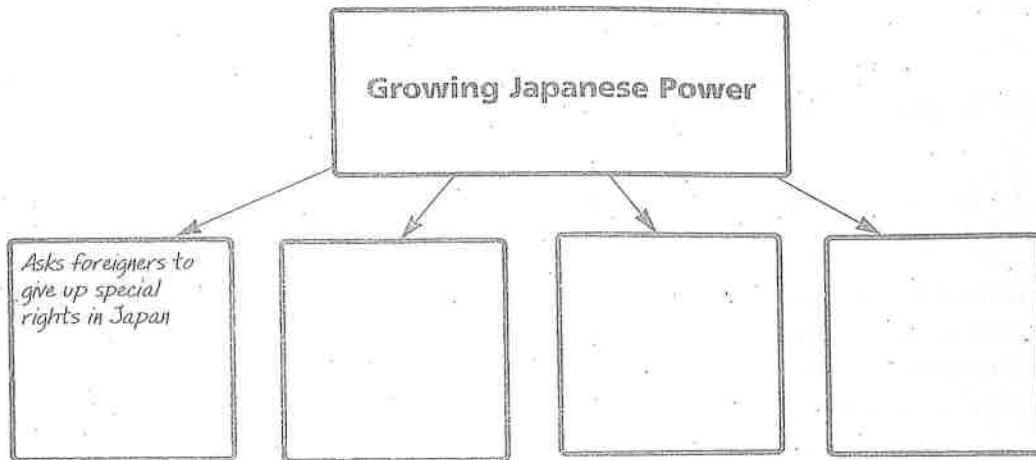 Growing Japanese Power
Asks foreigners to
give up special
rights in Japan